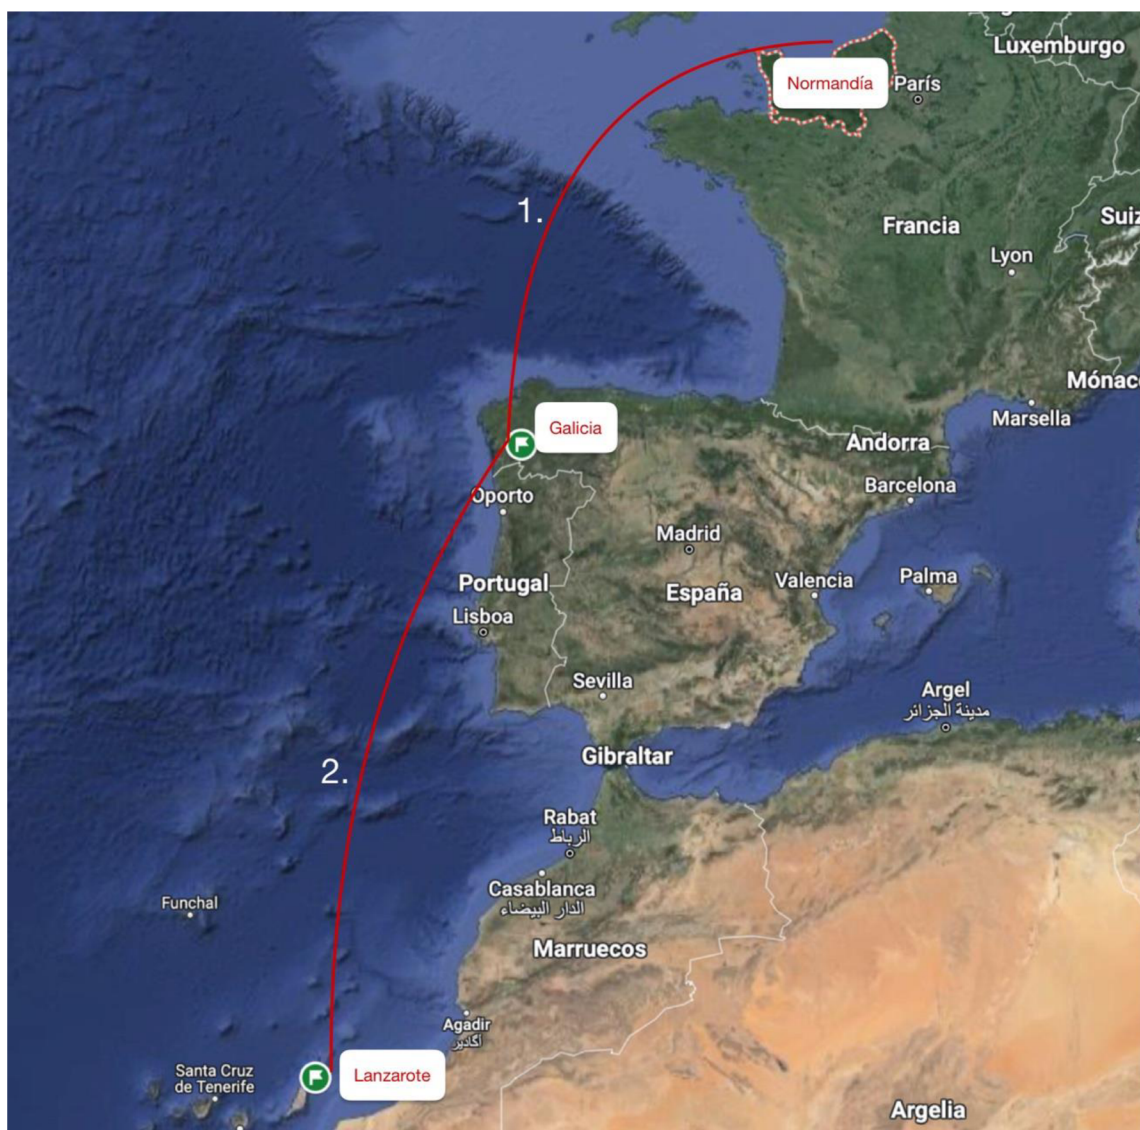 Luxemburgo
Normandía
París
1.
Francia
Suiz
Lyon
Mónaco
Marsella
Galicia
Andorra
Oporto
Barcelona
Madrid
Portugal
España
Valencia
Palma
Lisboa
Sevilla
Argel
مدينة الجزائر
Gibraltar
2.
Rabat
الرباط
Casablanca
الدار البيضاء
Funchal
Marruecos
Agadir
أكادير
Santa Cruz
de Tenerife
Lanzarote
Argelia